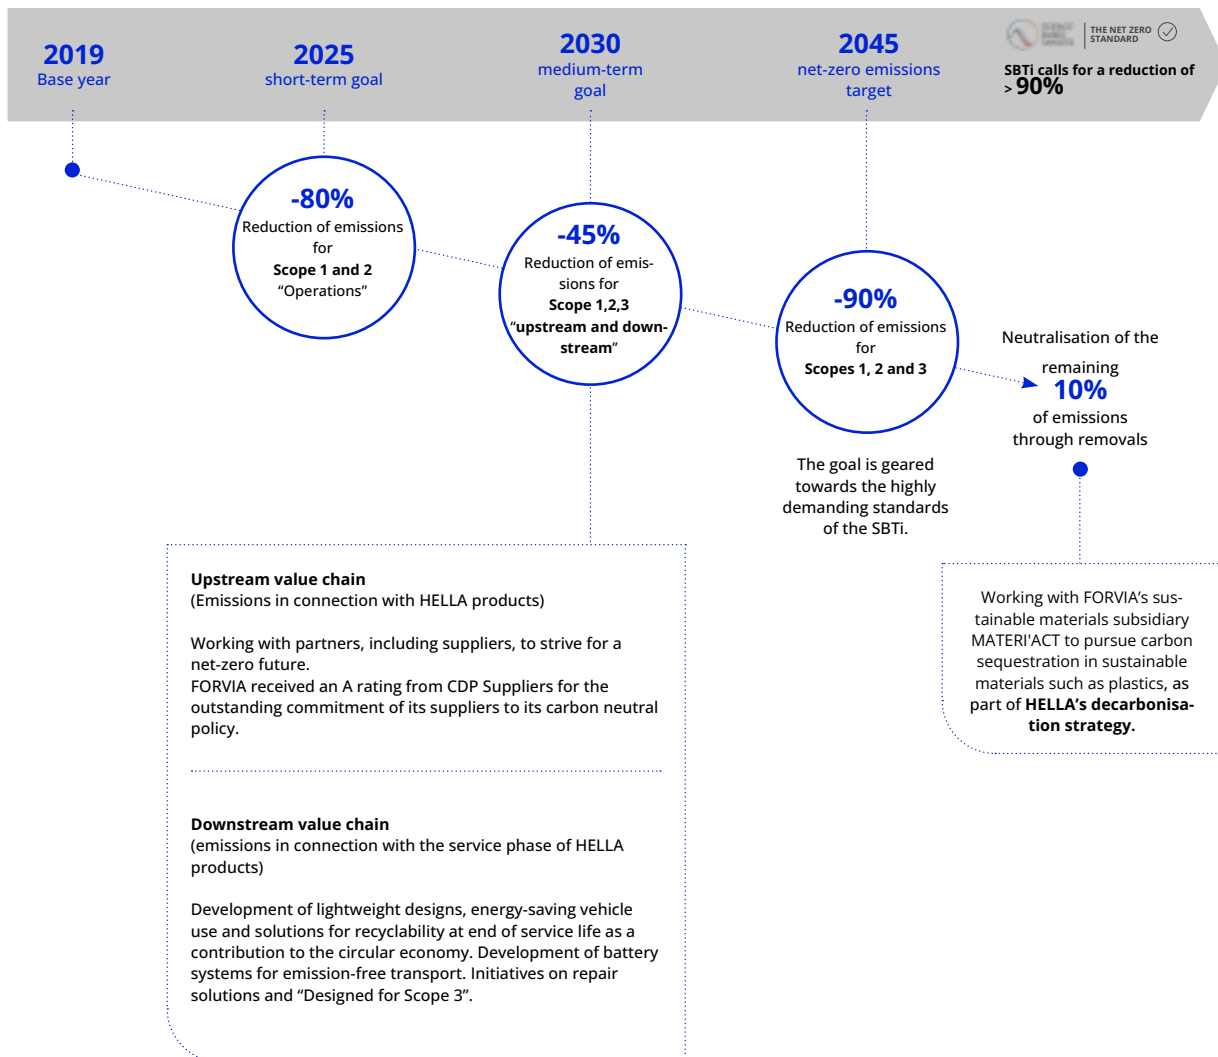 2019
Base year
2025
short-term goal
2030
medium-term
goal
2045
net-zero emissions
target
THE NET ZERO
STANDARD
SBTi calls for a reduction of
> 90%
-80%
Reduction of emissions
for
Scope 1 and 2
“Operations”
-45%
Reduction of emis-
sions for
Scope 1,2,3
“upstream and down-
stream”
-90%
Reduction of emissions
for
Scopes 1, 2 and 3
The goal is geared
towards the highly
demanding standards
of the SBTi.
Neutralisation of the
remaining
10%
of emissions
through removals
Working with FORVIA’s sus-
tainable materials subsidiary
MATERI'ACT to pursue carbon
sequestration in sustainable
materials such as plastics, as
part of HELLA’s decarbonisa-
tion strategy.
Upstream value chain
(Emissions in connection with HELLA products)
Working with partners, including suppliers, to strive for a
net-zero future.
FORVIA received an A rating from CDP Suppliers for the
outstanding commitment of its suppliers to its carbon neutral
policy.
Downstream value chain
(emissions in connection with the service phase of HELLA
products)
Development of lightweight designs, energy-saving vehicle
use and solutions for recyclability at end of service life as a
contribution to the circular economy. Development of battery
systems for emission-free transport. Initiatives on repair
solutions and “Designed for Scope 3”.